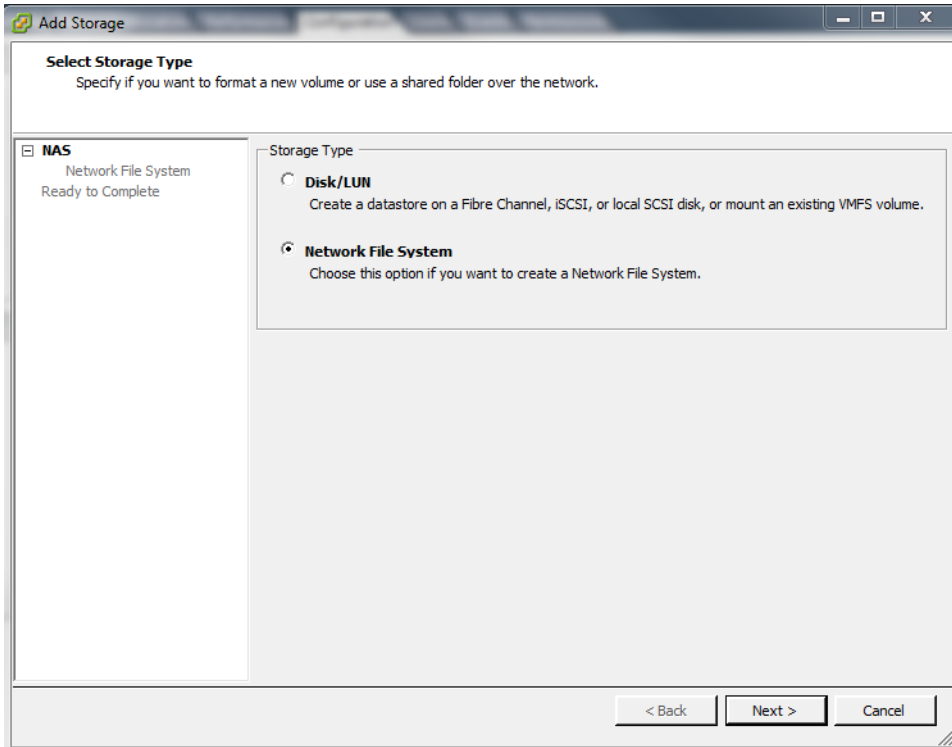 Add Storage
Select Storage Type
Specify if you want to format a new volume or use a shared folder over the network.
NAS
Network File System
Ready to Complete
Storage Type
Disk/LUN
Create a datastore on a Fibre Channel, iSCSI, or local SCSI disk, or mount an existing VMFS volume.
Network File System
Choose this option if you want to create a Network File System.
< Back
Next >
Cancel